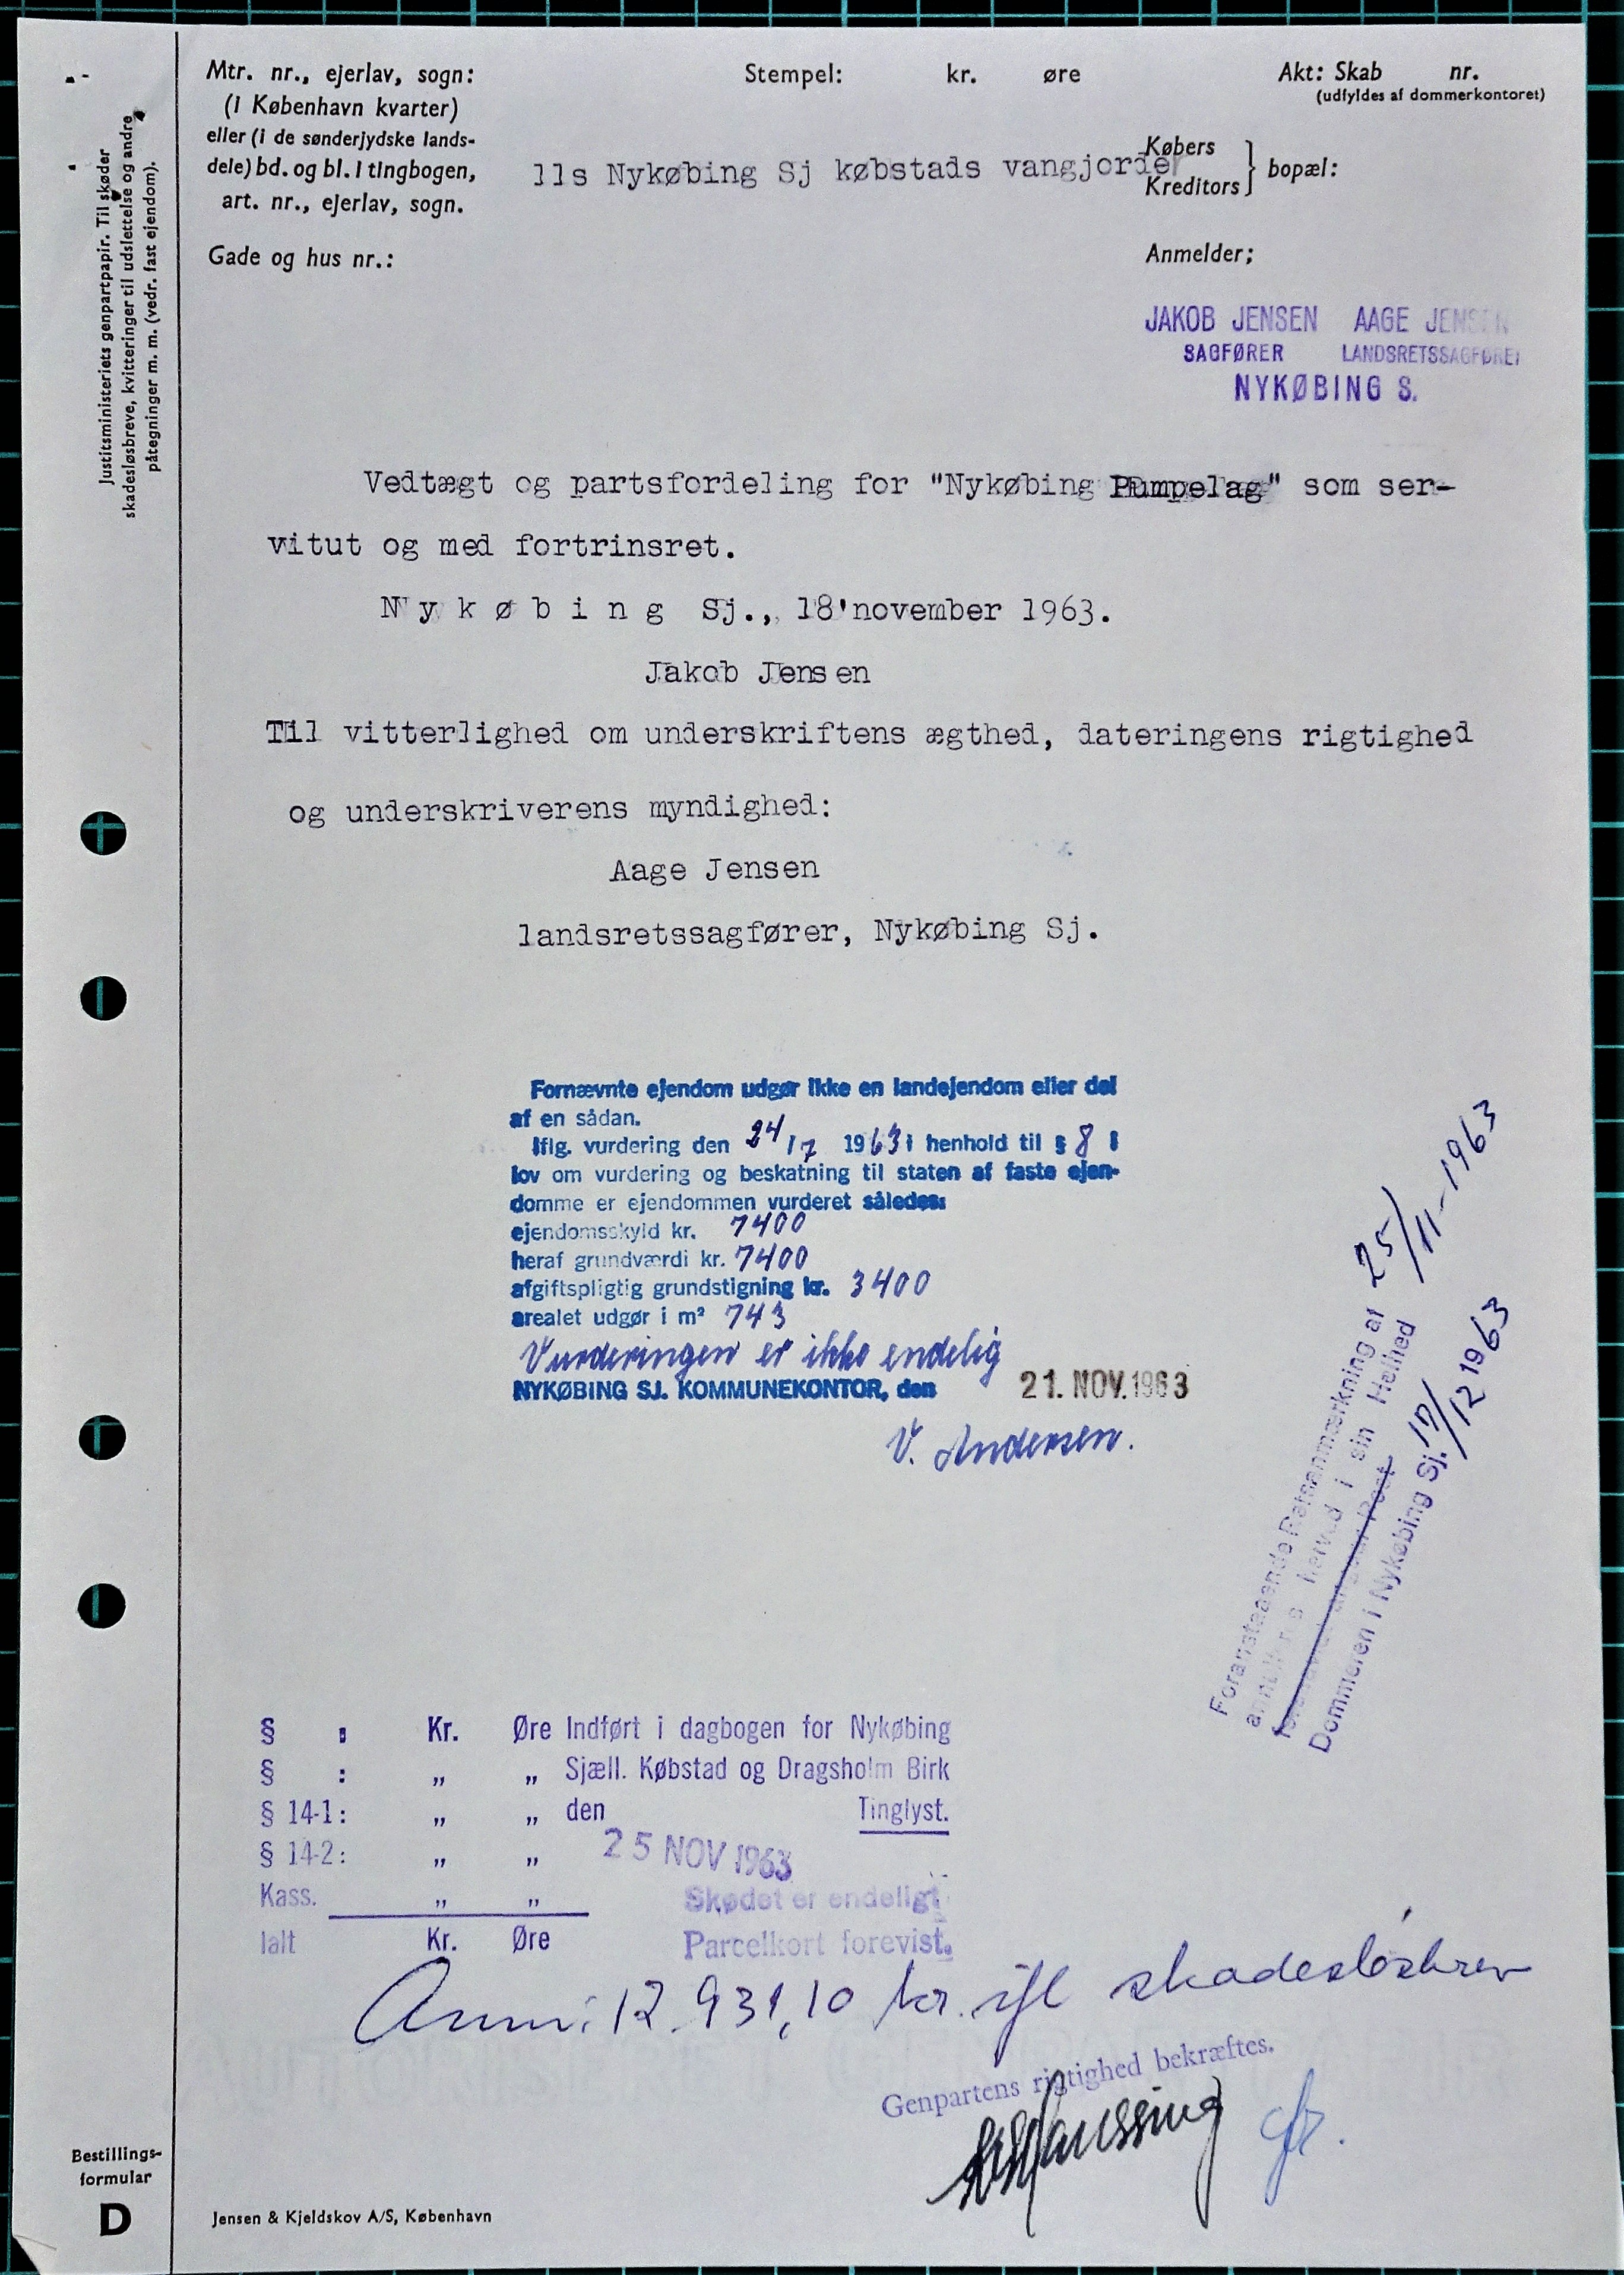 Justitsministeriets genpartpapir. Til skøder
skadesløsbreve, kvitteringer til udslettelse og andre
påtegninger m. m. (vedr. fast ejendom).
Mtr. nr., ejerlav, sogn:
(I København kvarter)
eller (i de sønderjydske lands-
dele) bd. og bl. i tingbogen,
art. nr., ejerlav, sogn.
Stempel: kr. øre
Akt: Skab nr.
(udfyldes af dommerkontoret)
11s Nykøbing Sj købstads vangjorder
Købers
Kreditors
bopæl:
Gade og hus nr.:
Anmelder;
JAKOB JENSEN AAGE JENSEN
SAGFØRER LANDSRETSSAGFØRER
NYKØBING S.
Vedtægt og partsfordeling for "Nykøbing Pumpelag" som ser-
vitut og med fortrinsret.
Nykøbing Sj., 18'november 1963.
Jakob Jensen
Til vitterlighed om underskriftens ægthed, dateringens rigtighed
og underskriverens myndighed:
Aage Jensen
landsretssagfører, Nykøbing Sj.
Fornævnte ejendom udgør ikke en landejendom eller del
af en sådan.
Iflg. vurdering den 24/7 1963 i henhold til § 8 i
lov om vurdering og beskatning til staten af faste ejen-
domme er ejendommen vurderet således:
ejendomsskyld kr. 7400
heraf grundværdi kr. 7400
afgiftspligtig grundstigning kr. 3400
arealet udgør i m² 743
Vurderingen er ikke endelig
NYKØBING SJ. KOMMUNEKONTOR, den 21. NOV. 1963
V. Andersen.
Foranstaaende Retsanmærkning af 25/11-1963
herved i sin Helhed
Dommeren i Nykøbing Sj. 17/12 1963
§ : Kr. Øre Indført i dagbogen for Nykøbing
§ : „ „ Sjæll. Købstad og Dragsholm Birk
§ 14-1: „ „ den Tinglyst.
§ 14-2: „ „ 25 NOV 1963
Kass. „ „ Skødet er endeligt
Ialt Kr. Øre Parcelkort forevist.
Anm: 12.931,10 kr. ifl skadesløsbrev
Genpartens rigtighed bekræftes.
Bestillings-
formular
D
Jensen & Kjeldskov A/S, København